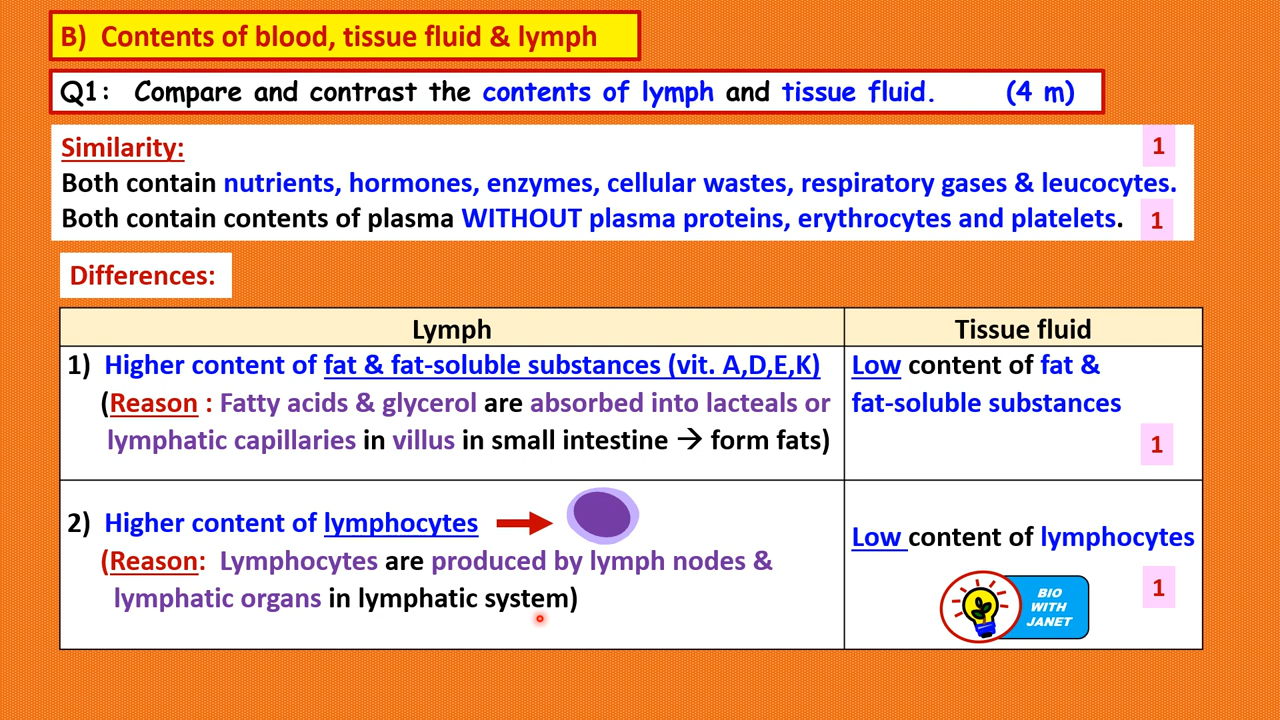 B) Contents of blood, tissue fluid & lymph
Q1: Compare and contrast the contents of lymph and tissue fluid. (4 m)
Similarity: 1
Both contain nutrients, hormones, enzymes, cellular wastes, respiratory gases & leucocytes.
Both contain contents of plasma WITHOUT plasma proteins, erythrocytes and platelets. 1
Differences:
Lymph
Tissue fluid
1) Higher content of fat & fat-soluble substances (vit. A,D,E,K)
(Reason : Fatty acids & glycerol are absorbed into lacteals or
lymphatic capillaries in villus in small intestine → form fats)
Low content of fat &
fat-soluble substances
1
2) Higher content of lymphocytes
(Reason: Lymphocytes are produced by lymph nodes &
lymphatic organs in lymphatic system)
Low content of lymphocytes
1
BIO
WITH
JANET